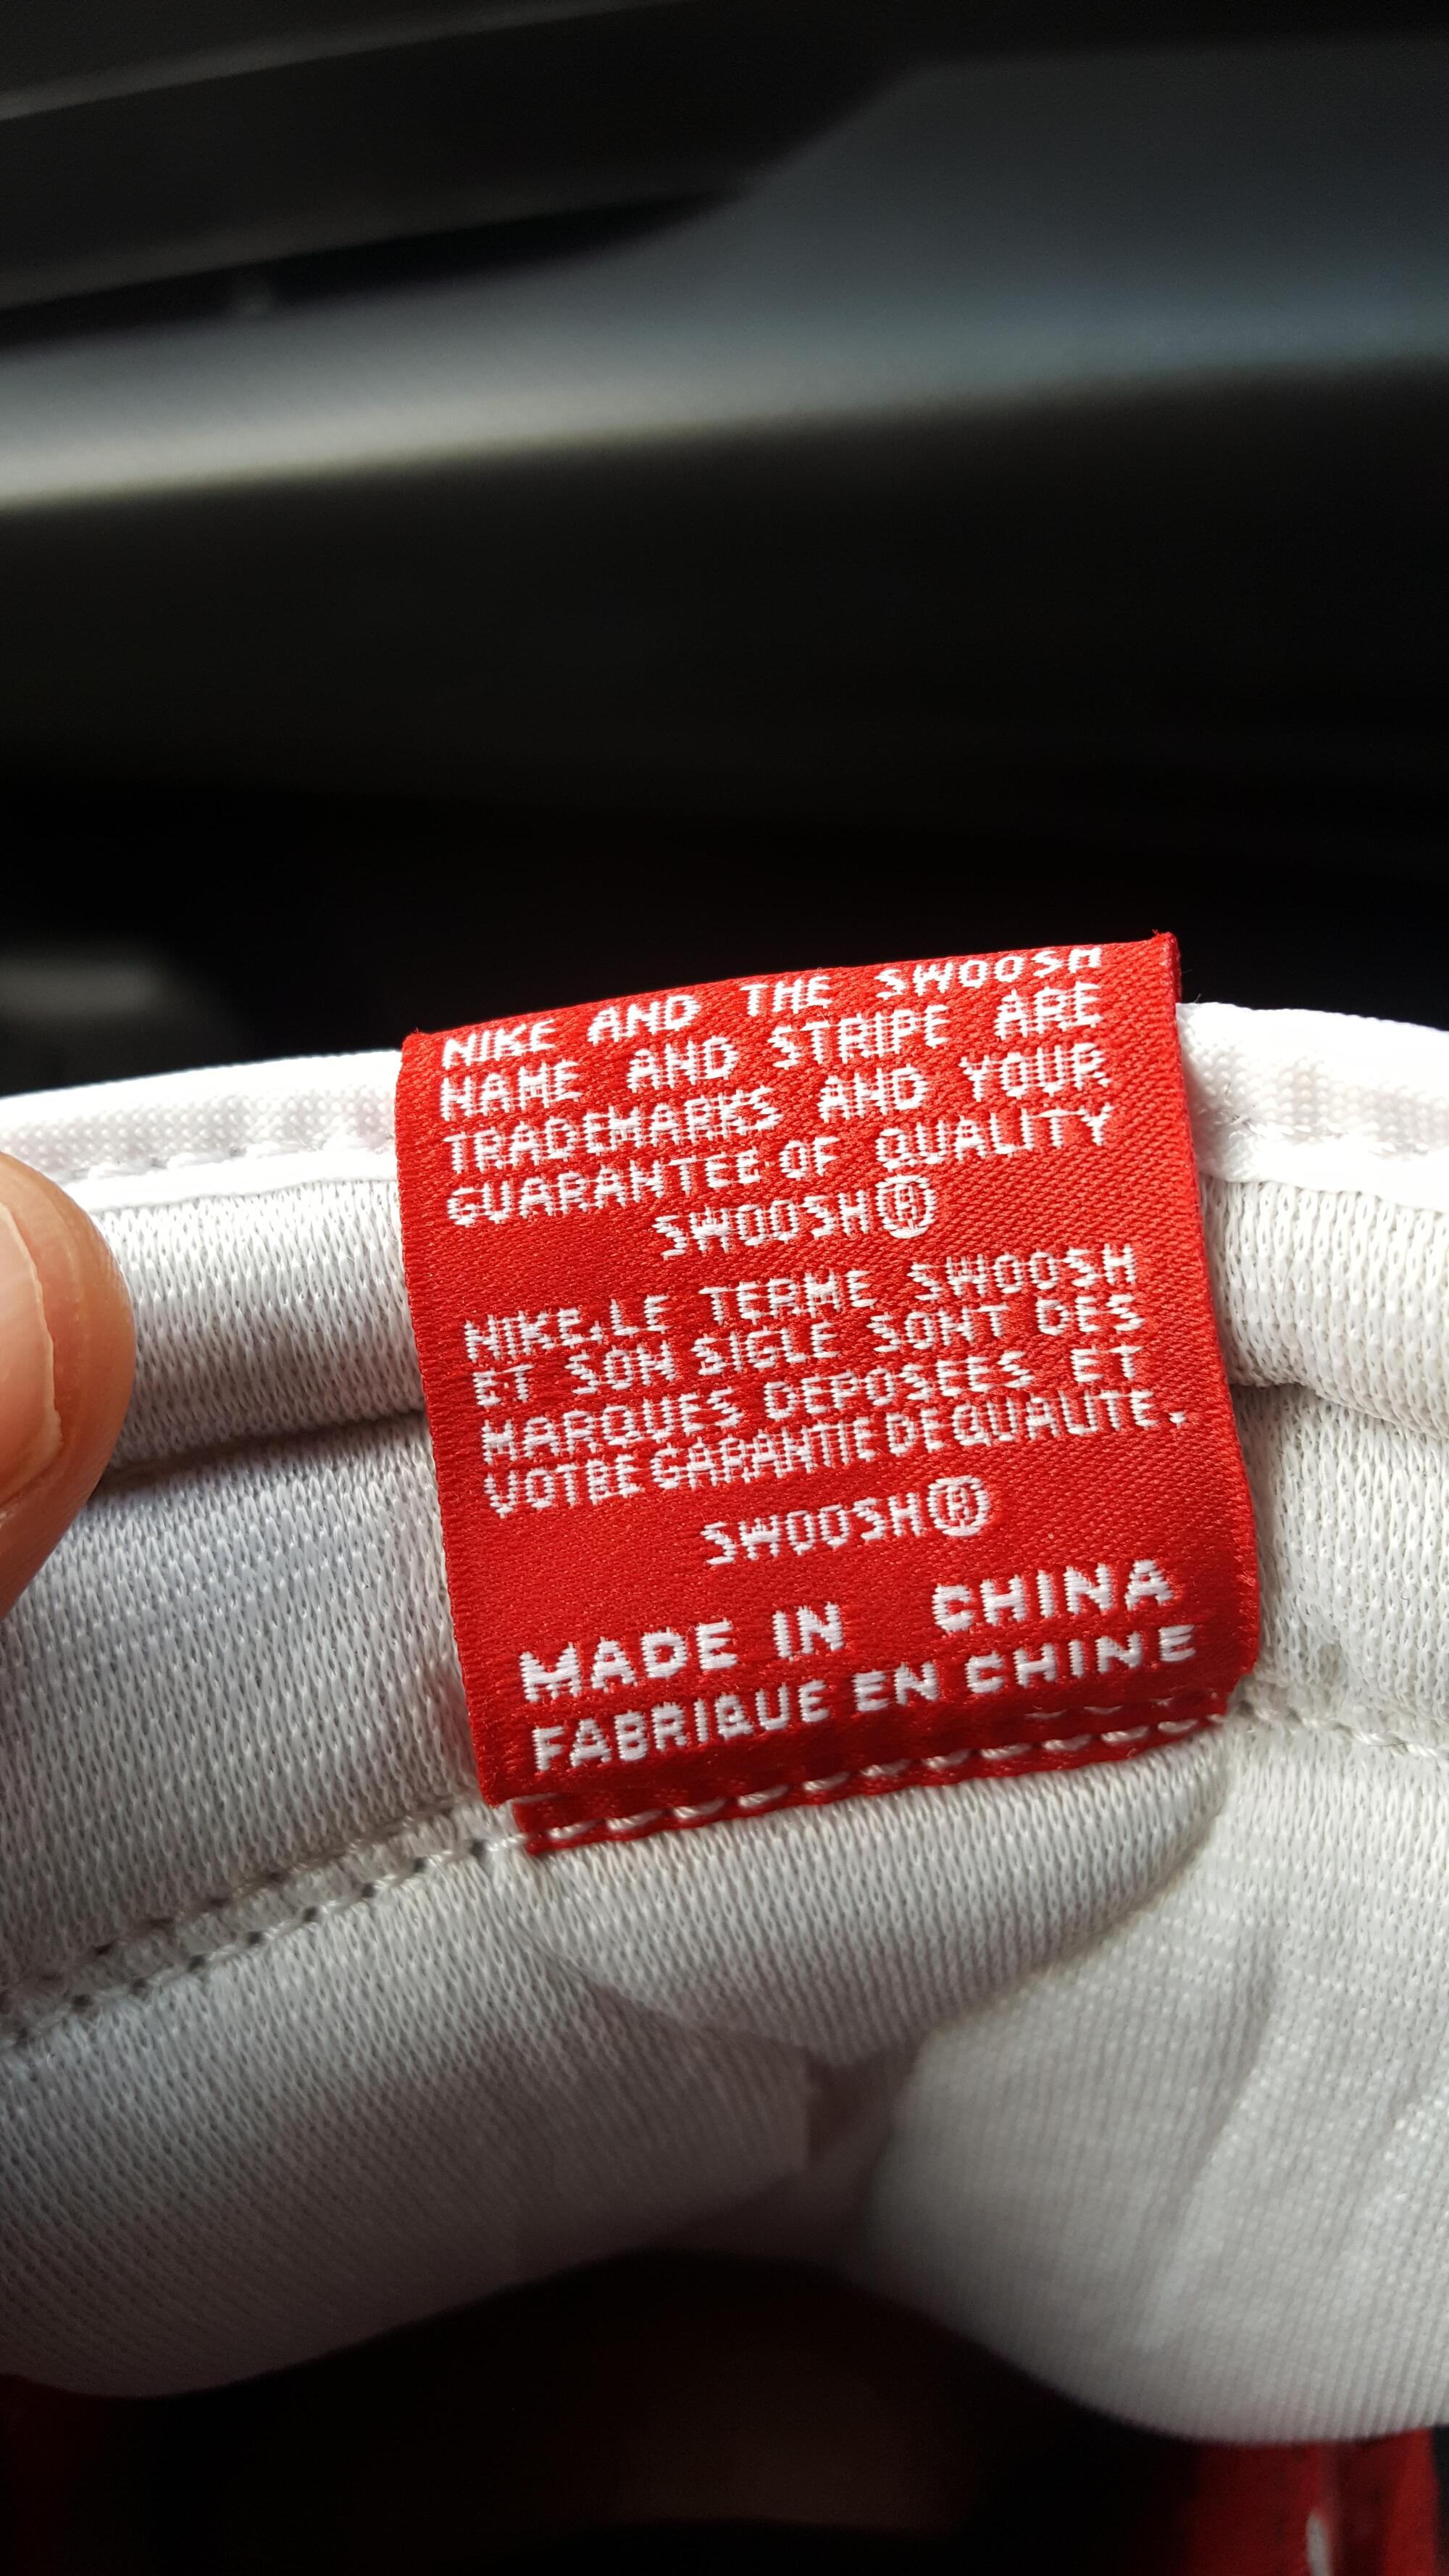 NIKE AND THE SWOOSH
NAME AND STRIPE ARE
TRADEMARKS AND YOUR
GUARANTEE OF QUALITY
SWOOSH®
NIKE,LE TERME SWOOSH
ET SON SIGLE SONT DES
MARQUES DEPOSEES ET
VOTRE GARANTIE DE QUALITE.
SWOOSH®
MADE IN CHINA
FABRIQUE EN CHINE